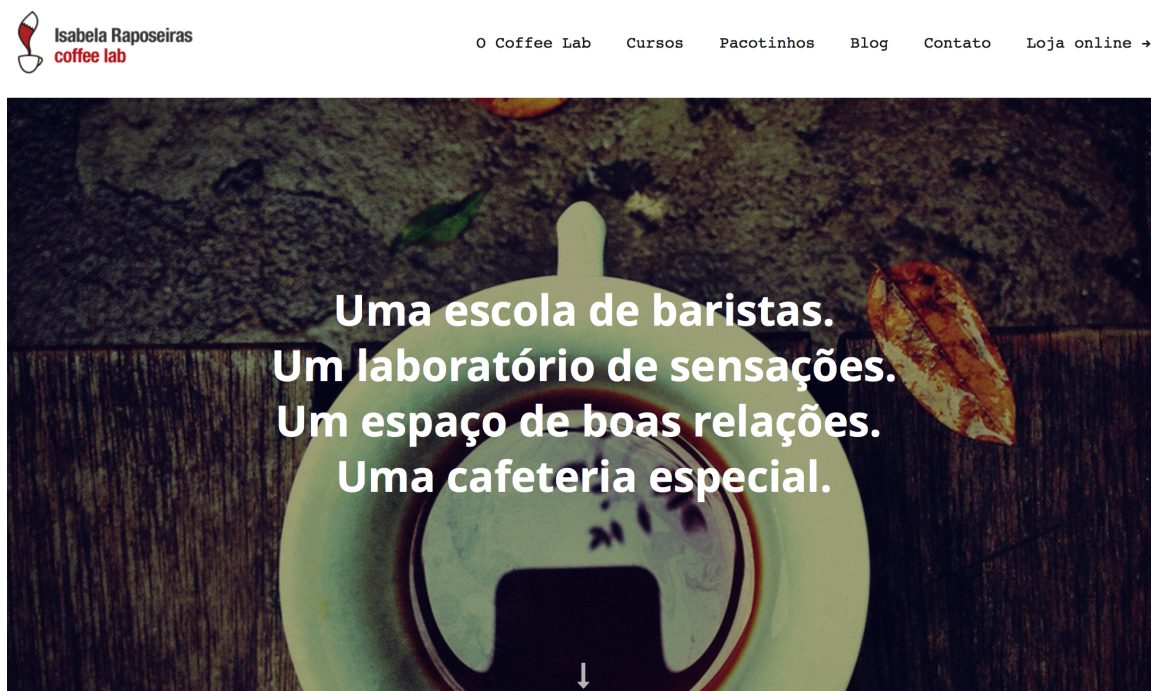 Isabela Raposeiras
coffee lab
O Coffee Lab Cursos Pacotinhos Blog Contato Loja online →
Uma escola de baristas.
Um laboratório de sensações.
Um espaço de boas relações.
Uma cafeteria especial.